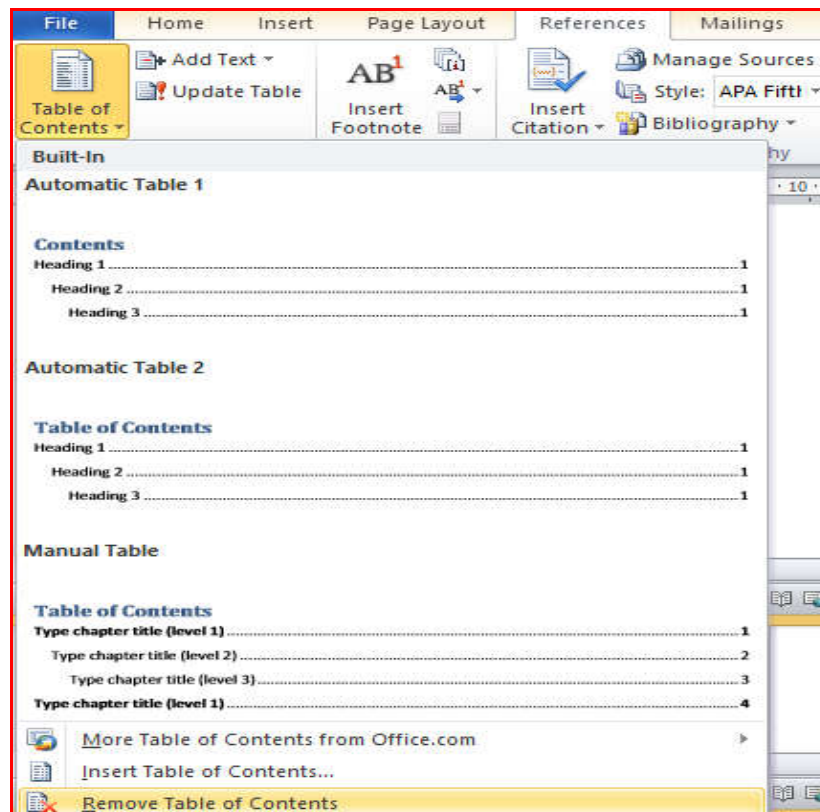 File Home Insert Page Layout References Mailings
Add Text
Update Table
Table of Contents
AB1
Insert Footnote
AB1
Insert Citation
Manage Sources
Style: APA Fiftl
Bibliography
hy
Built-In
· 10 ·
Automatic Table 1
Contents
Heading 1 ........ 1
Heading 2 ........ 1
Heading 3 ........ 1
Automatic Table 2
Table of Contents
Heading 1 ........ 1
Heading 2 ........ 1
Heading 3 ........ 1
Manual Table
Table of Contents
Type chapter title (level 1) ........ 1
Type chapter title (level 2) ........ 2
Type chapter title (level 3) ........ 3
Type chapter title (level 1) ........ 4
More Table of Contents from Office.com
Insert Table of Contents...
Remove Table of Contents